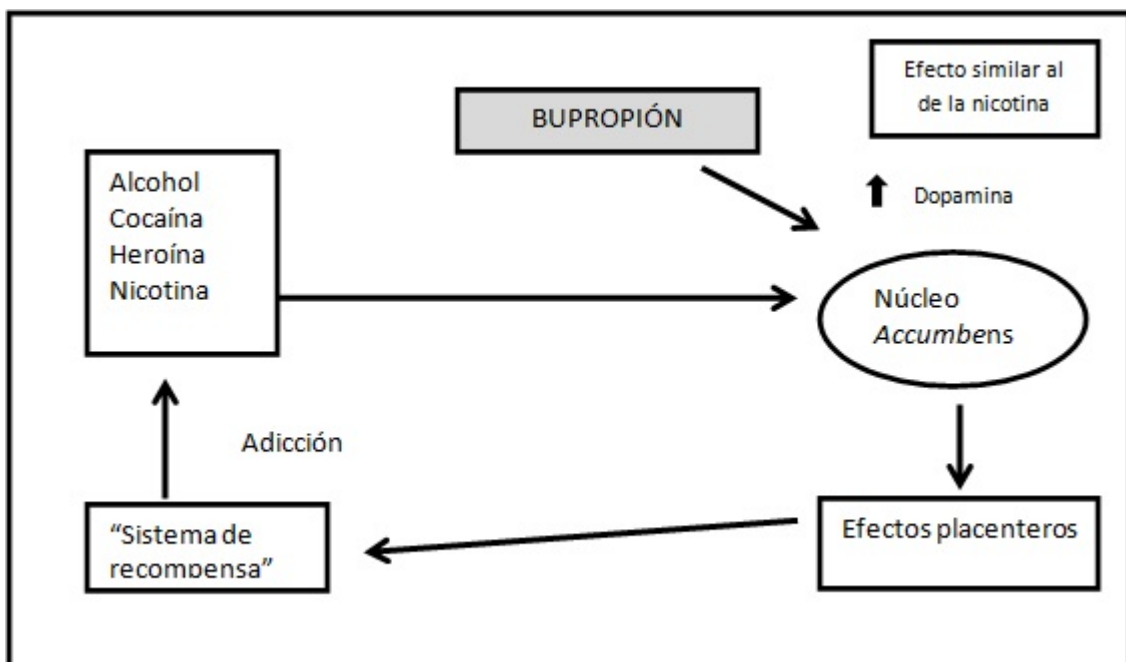 Efecto similar al
de la nicotina
BUPROPIÓN
Dopamina
Alcohol
Cocaína
Heroína
Nicotina
Núcleo
Accumbens
Adicción
"Sistema de
recompensa"
Efectos placenteros